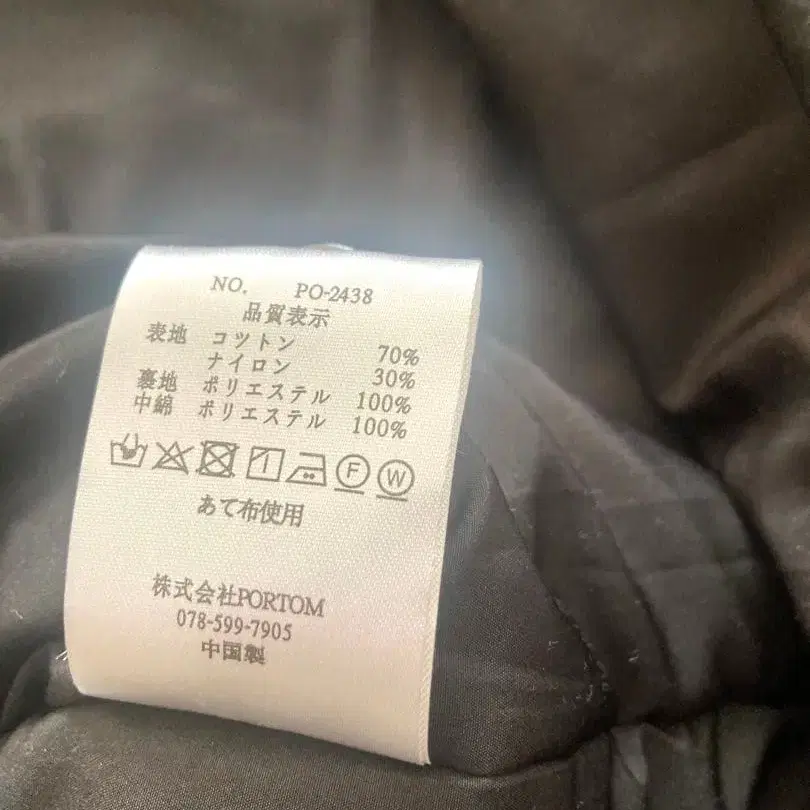 NO. PO-2438
品質表示
表地 コットン 70%
ナイロン 30%
裏地 ポリエステル 100%
中綿 ポリエステル 100%
F W
あて布使用
株式会社PORTOM
078-599-7905
中国製